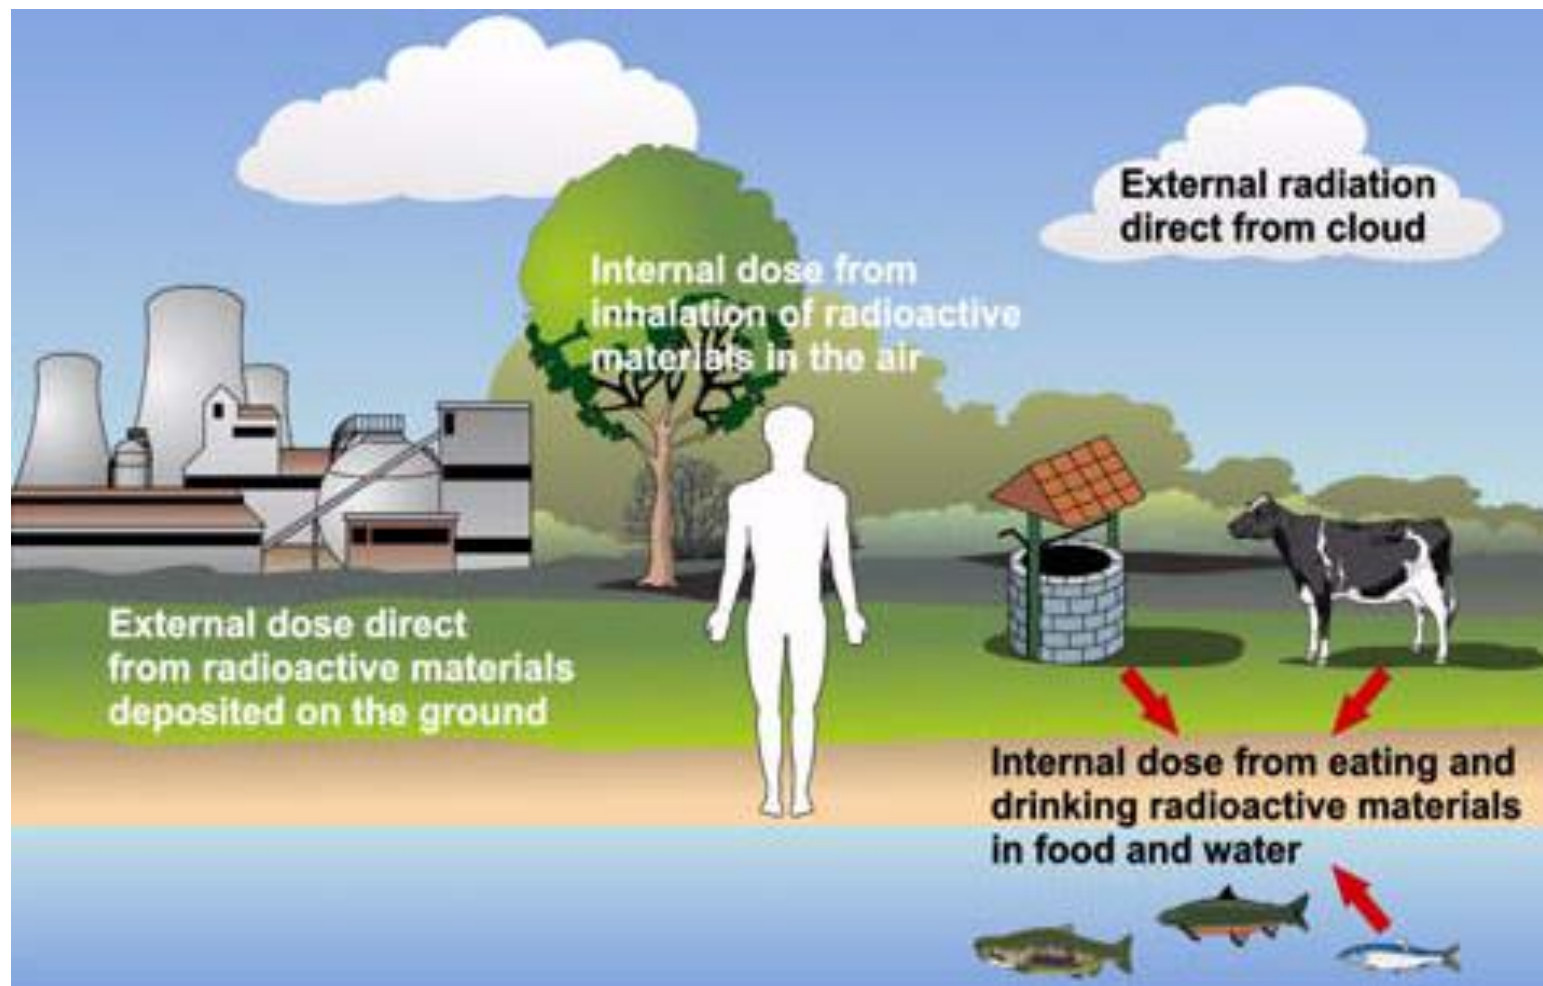 External radiation
direct from cloud
Internal dose from
inhalation of radioactive
materials in the air
External dose direct
from radioactive materials
deposited on the ground
Internal dose from eating and
drinking radioactive materials
in food and water